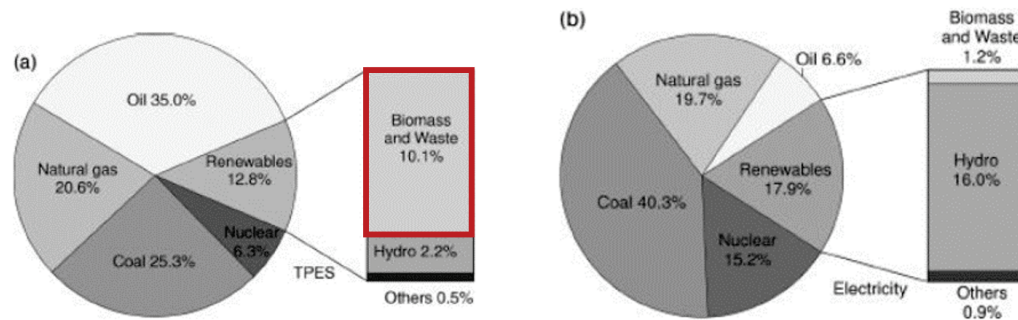 (a)
Oil 35.0%
Natural gas
20.6%
Renewables
12.8%
Nuclear
6.3%
Coal 25.3%
TPES
Biomass
and Waste
10.1%
Hydro 2.2%
Others 0.5%
(b)
Natural gas
19.7%
Oil 6.6%
Coal 40.3%
Renewables
17.9%
Nuclear
15.2%
Electricity
Biomass
and Waste
1.2%
Hydro
16.0%
Others
0.9%